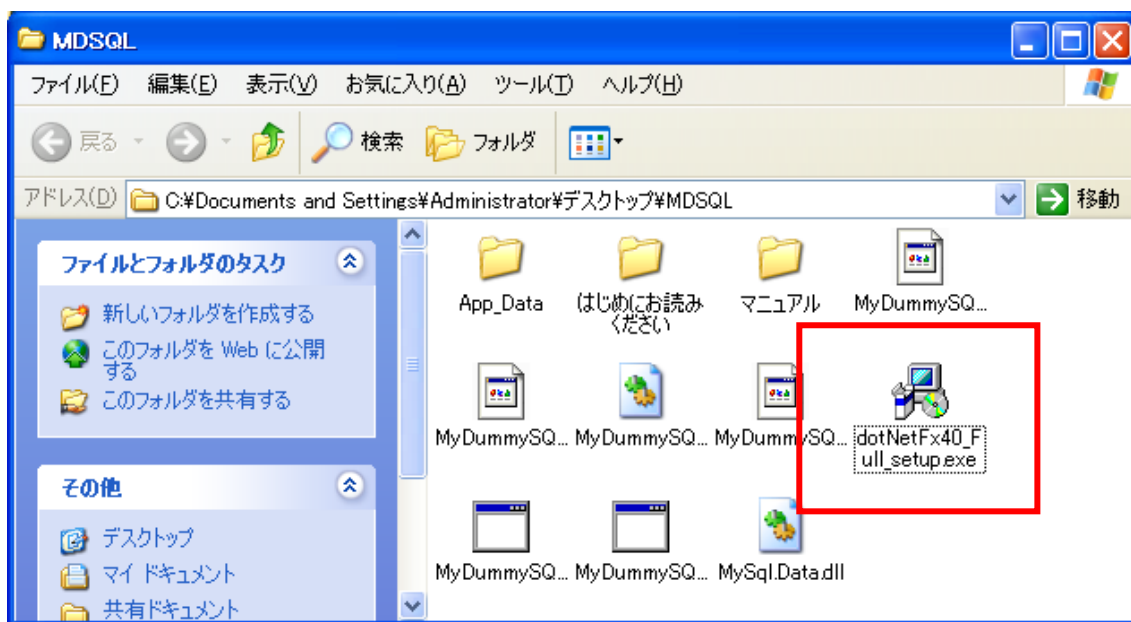 MDSQL
ファイル(F) 編集(E) 表示(V) お気に入り(A) ツール(T) ヘルプ(H)
戻る 検索 フォルダ
アドレス(D) C:¥Documents and Settings¥Administrator¥デスクトップ¥MDSQL 移動
ファイルとフォルダのタスク
新しいフォルダを作成する
このフォルダを Web に公開
する
このフォルダを共有する
その他
デスクトップ
マイ ドキュメント
共有ドキュメント
App_Data はじめにお読み マニュアル MyDummySQ...
ください
MyDummySQ... MyDummySQ... MyDummySQ... dotNetFx40_F
ull_setup.exe
MyDummySQ... MyDummySQ... MySql.Data.dll